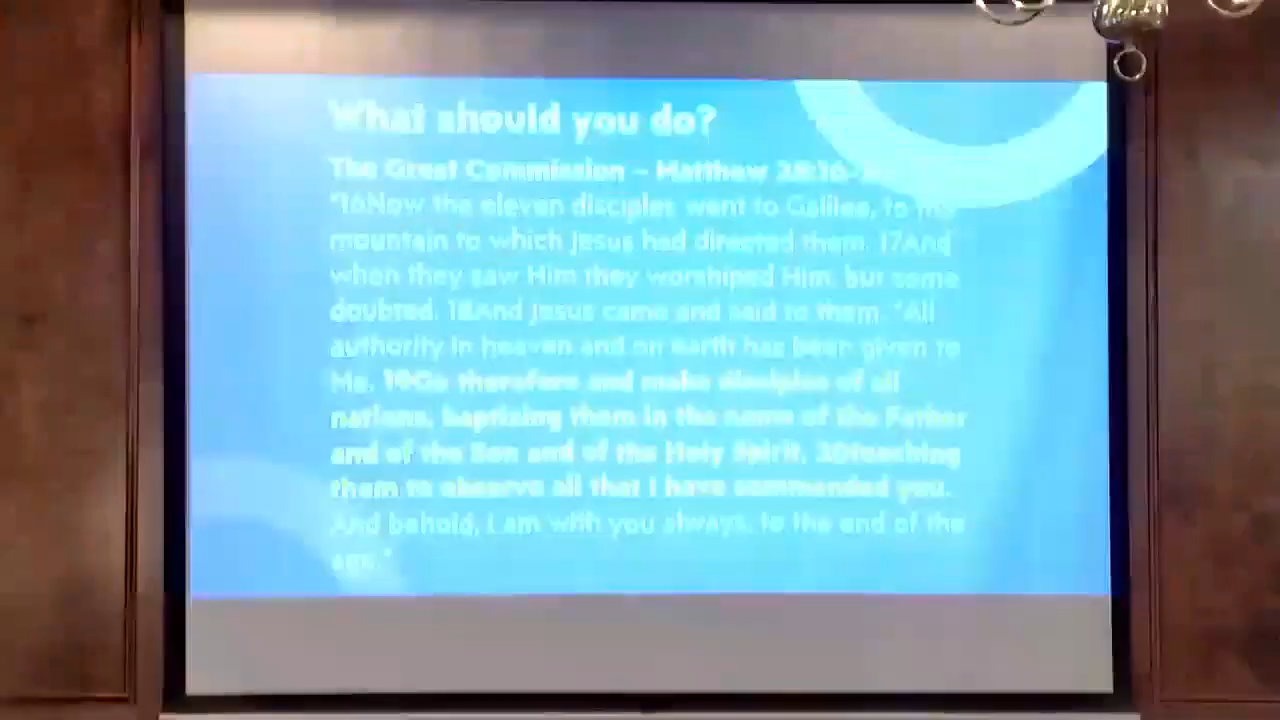 What should you do?
The Great Commission – Matthew 28:16-
"16Now the eleven disciples went to Galilee, to the
mountain to which Jesus had directed them. 17And
when they saw Him they worshiped Him, but some
doubted. 18And Jesus came and said to them, "All
authority in heaven and on earth has been given to
Me. 19Go therefore and make disciples of all
nations, baptizing them in the name of the Father
and of the Son and of the Holy Spirit, 20teaching
them to observe all that I have commanded you.
And behold, I am with you always, to the end of the
age."